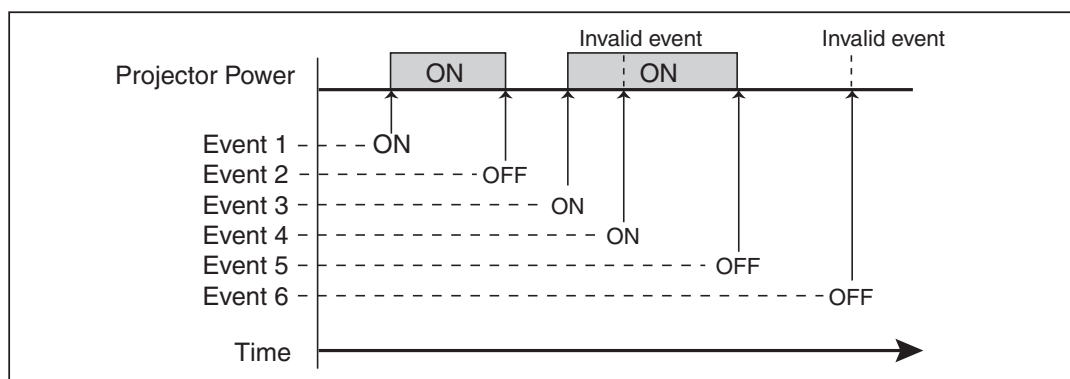 Invalid event Invalid event
Projector Power ON ON
Event 1 ON
Event 2 OFF
Event 3 ON
Event 4 ON
Event 5 OFF
Event 6 OFF
Time